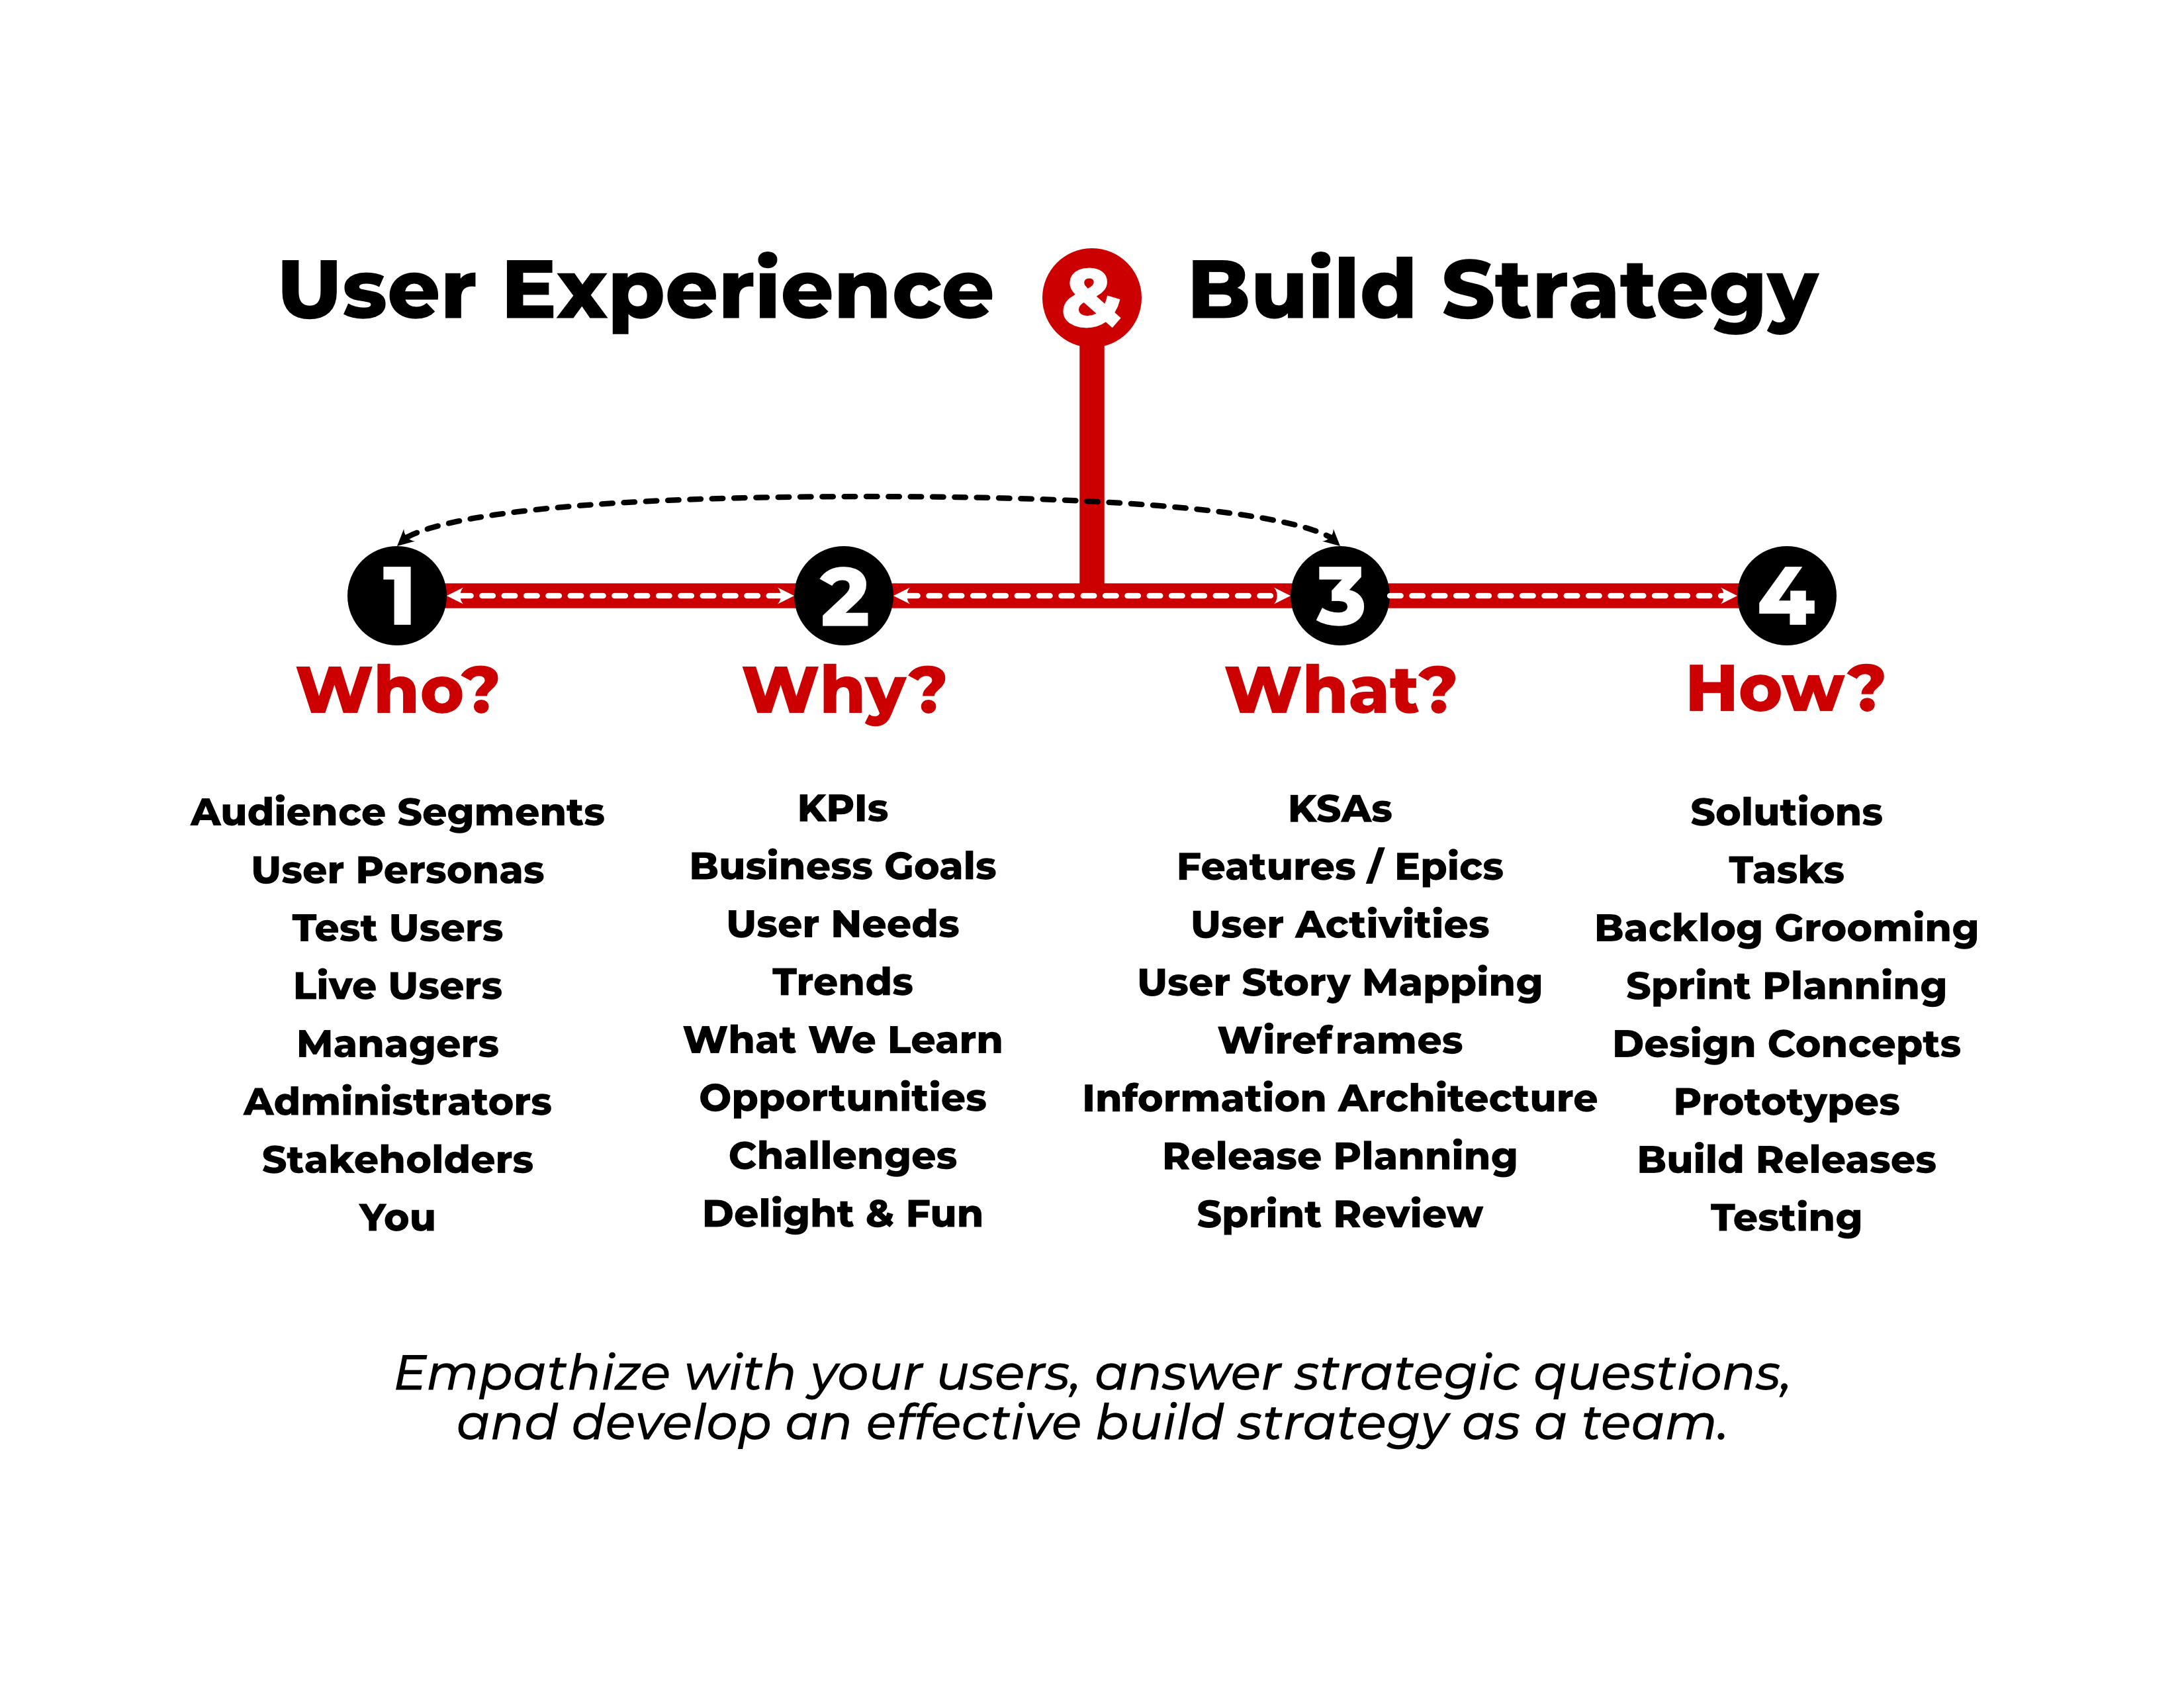 User Experience & Build Strategy
1 2 3 4
Who? Why? What? How?
Audience Segments
User Personas
Test Users
Live Users
Managers
Administrators
Stakeholders
You
KPIs
Business Goals
User Needs
Trends
What We Learn
Opportunities
Challenges
Delight & Fun
KSAs
Features / Epics
User Activities
User Story Mapping
Wireframes
Information Architecture
Release Planning
Sprint Review
Solutions
Tasks
Backlog Grooming
Sprint Planning
Design Concepts
Prototypes
Build Releases
Testing
Empathize with your users, answer strategic questions,
and develop an effective build strategy as a team.